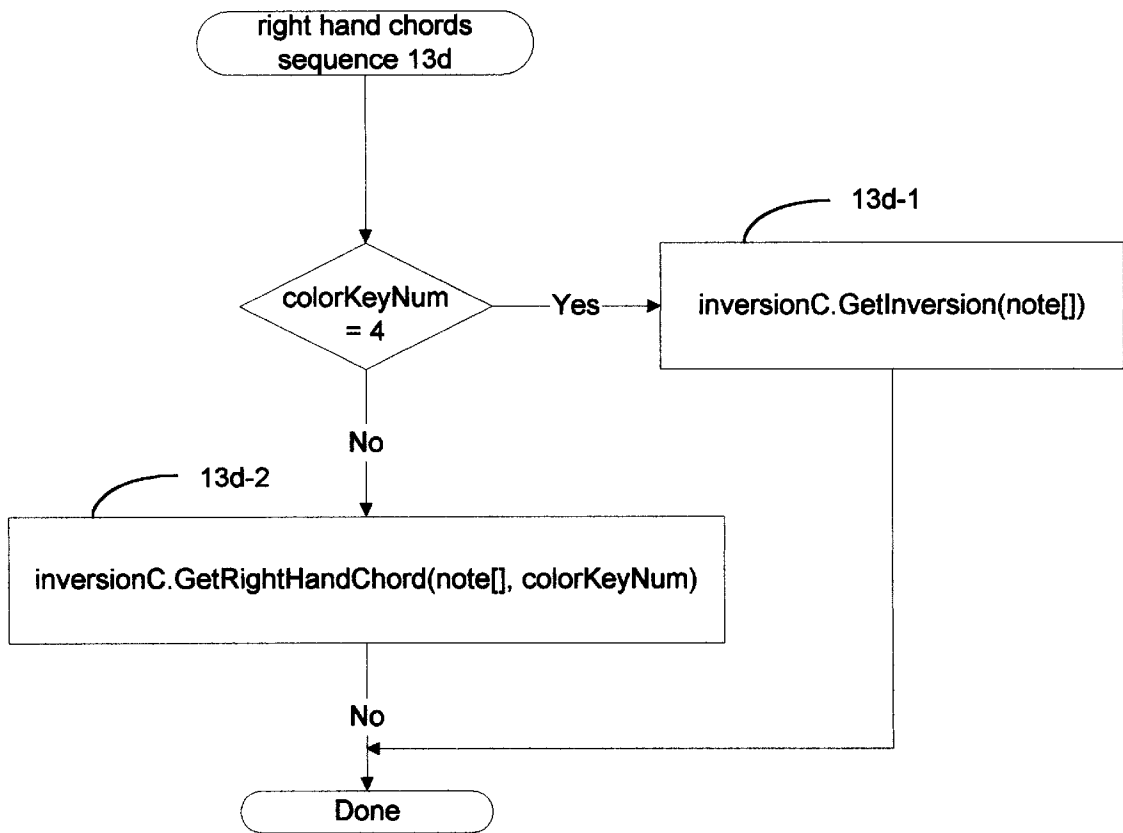 right hand chords
sequence 13d
13d-1
colorKeyNum
= 4
Yes
inversionC.GetInversion(note[])
No
13d-2
inversionC.GetRightHandChord(note[], colorKeyNum)
No
Done